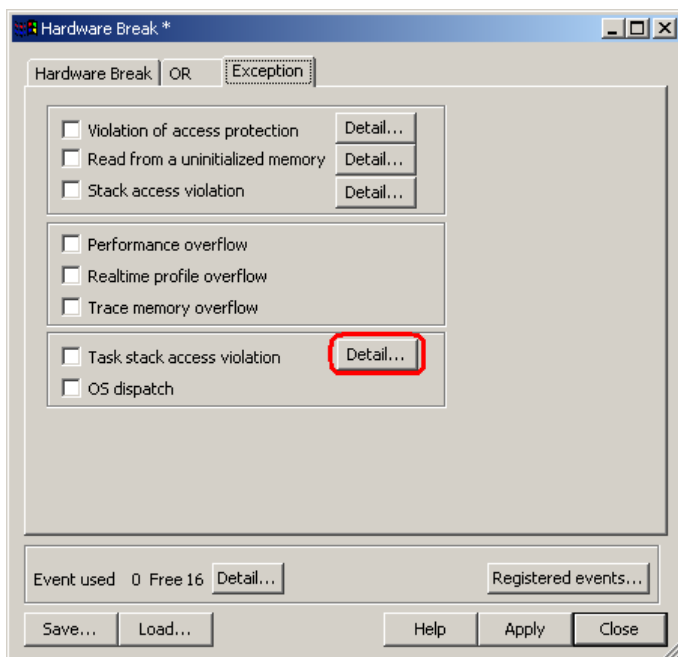 Hardware Break *
Hardware Break OR Exception
Violation of access protection Detail...
Read from a uninitialized memory Detail...
Stack access violation Detail...
Performance overflow
Realtime profile overflow
Trace memory overflow
Task stack access violation Detail...
OS dispatch
Event used 0 Free 16 Detail... Registered events...
Save... Load... Help Apply Close